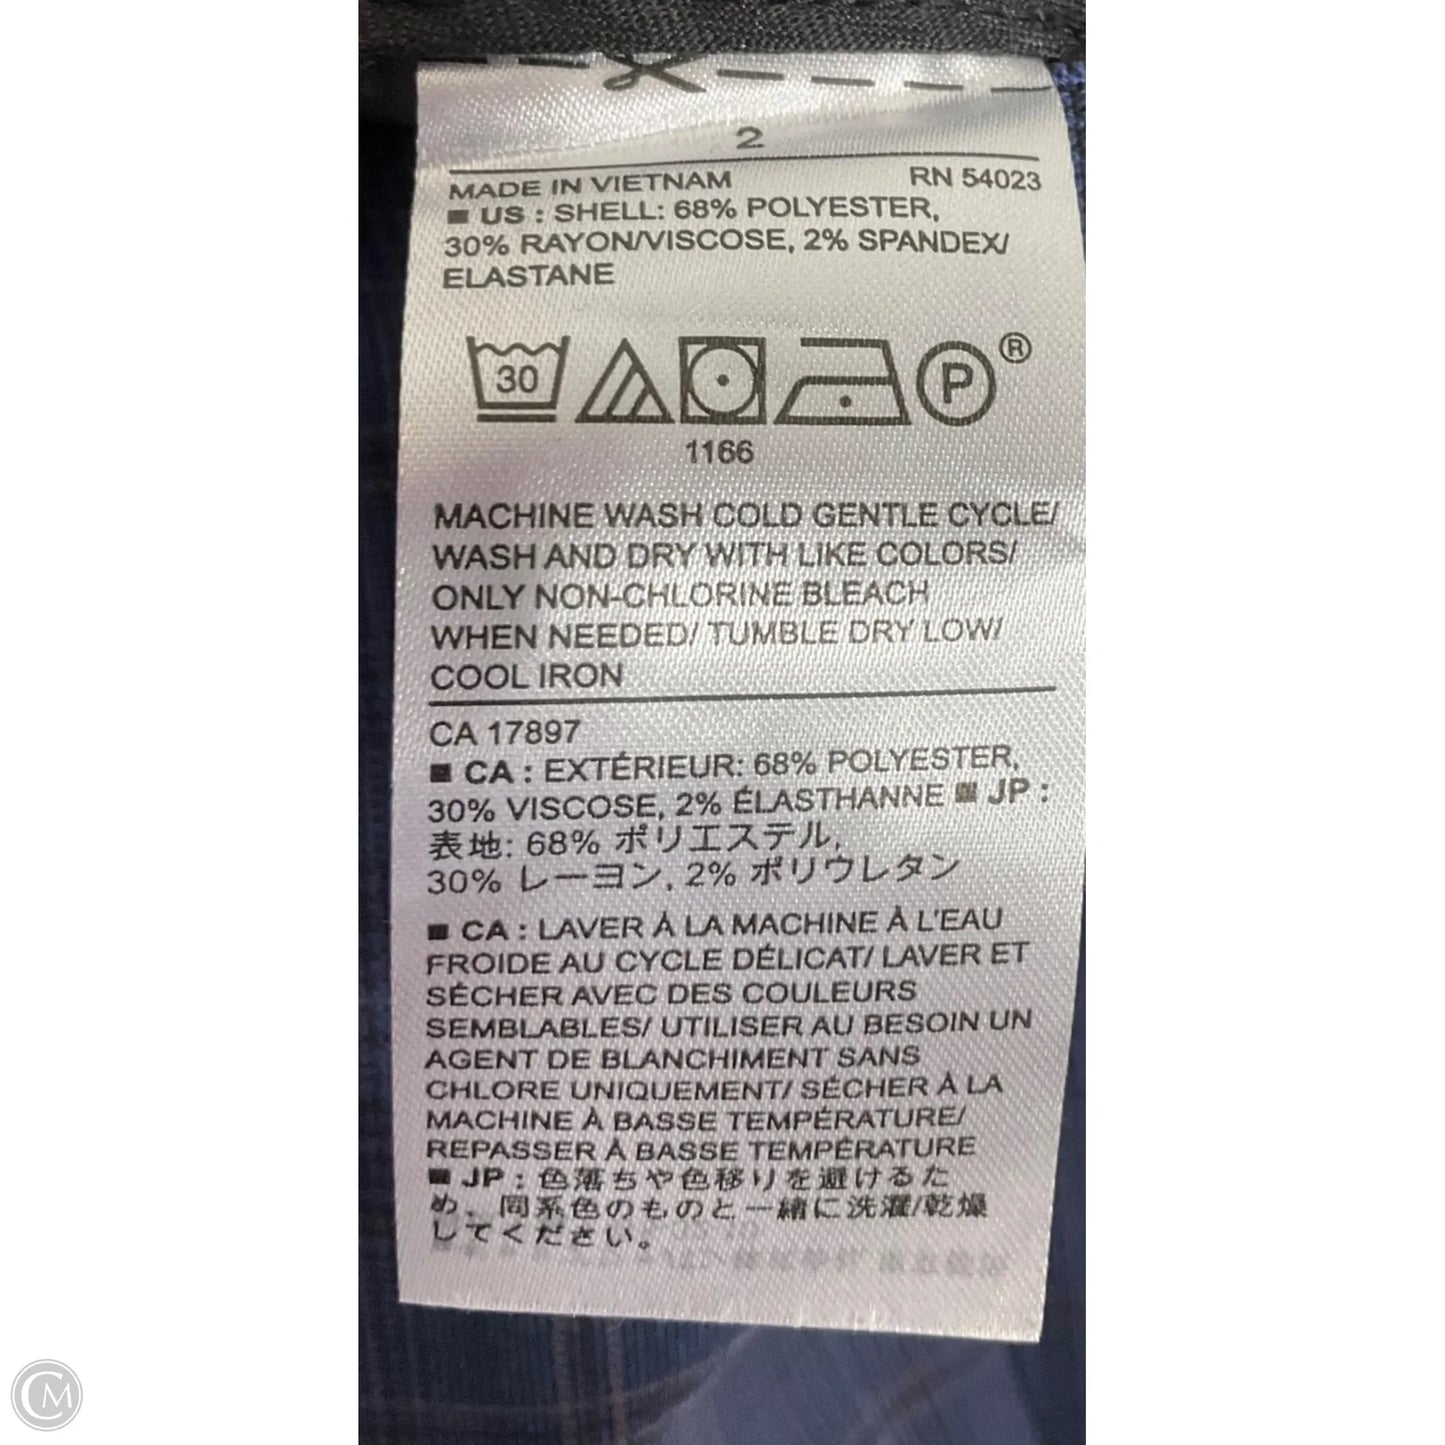 2
MADE IN VIETNAM RN 54023
■ US : SHELL: 68% POLYESTER,
30% RAYON/VISCOSE, 2% SPANDEX/
ELASTANE
30 P ®
1166
MACHINE WASH COLD GENTLE CYCLE/
WASH AND DRY WITH LIKE COLORS/
ONLY NON-CHLORINE BLEACH
WHEN NEEDED/ TUMBLE DRY LOW/
COOL IRON
CA 17897
■ CA : EXTÉRIEUR: 68% POLYESTER,
30% VISCOSE, 2% ÉLASTHANNE ■ JP :
表地: 68% ポリエステル,
30% レーヨン, 2% ポリウレタン
■ CA : LAVER À LA MACHINE À L'EAU
FROIDE AU CYCLE DÉLICAT/ LAVER ET
SÉCHER AVEC DES COULEURS
SEMBLABLES/ UTILISER AU BESOIN UN
AGENT DE BLANCHIMENT SANS
CHLORE UNIQUEMENT/ SÉCHER À LA
MACHINE À BASSE TEMPÉRATURE/
REPASSER À BASSE TEMPÉRATURE
■ JP : 色落ちや色移りを避けるた
め、同系色のものと一緒に洗濯/乾燥
してください。
CM